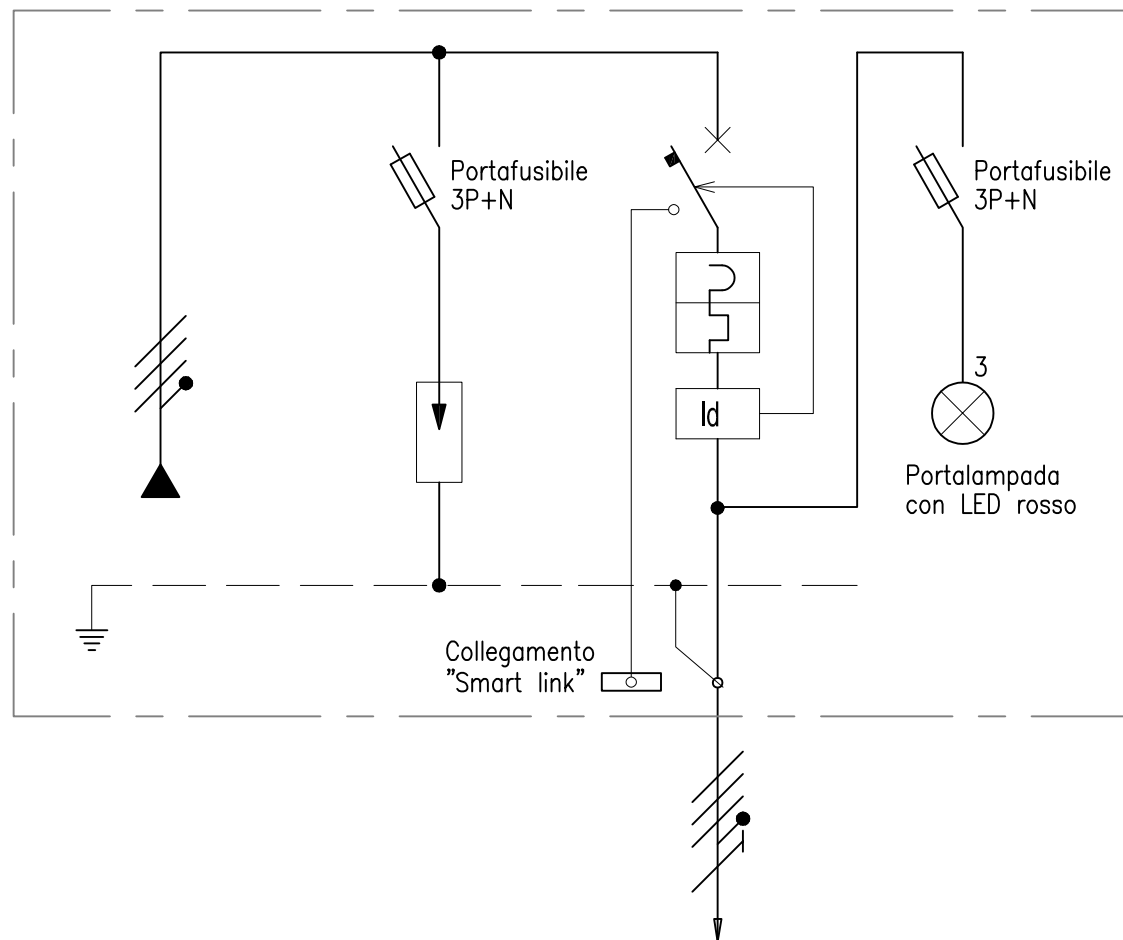 Portafusibile
3P+N
Portafusibile
3P+N
Id
3
Portalampada
con LED rosso
Collegamento
"Smart link"